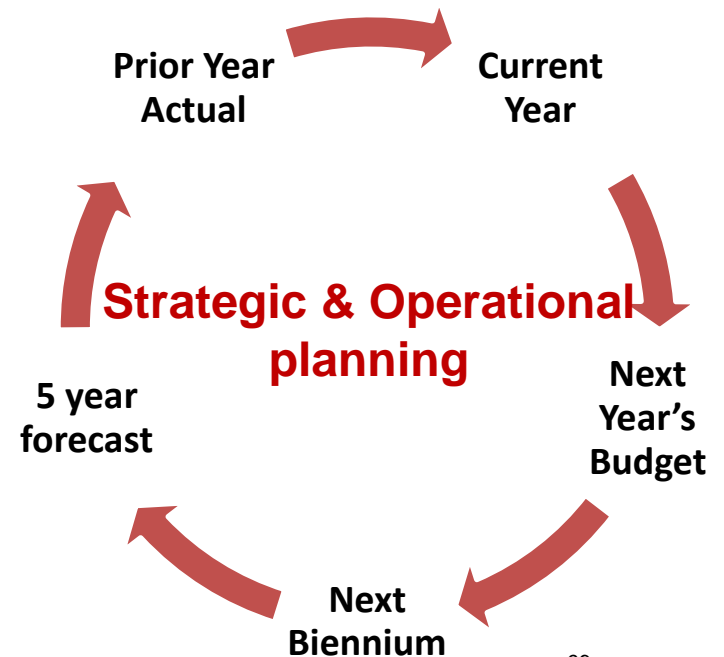 Prior Year
Actual
Current
Year
Strategic & Operational
planning
Next
Year’s
Budget
5 year
forecast
Next
Biennium